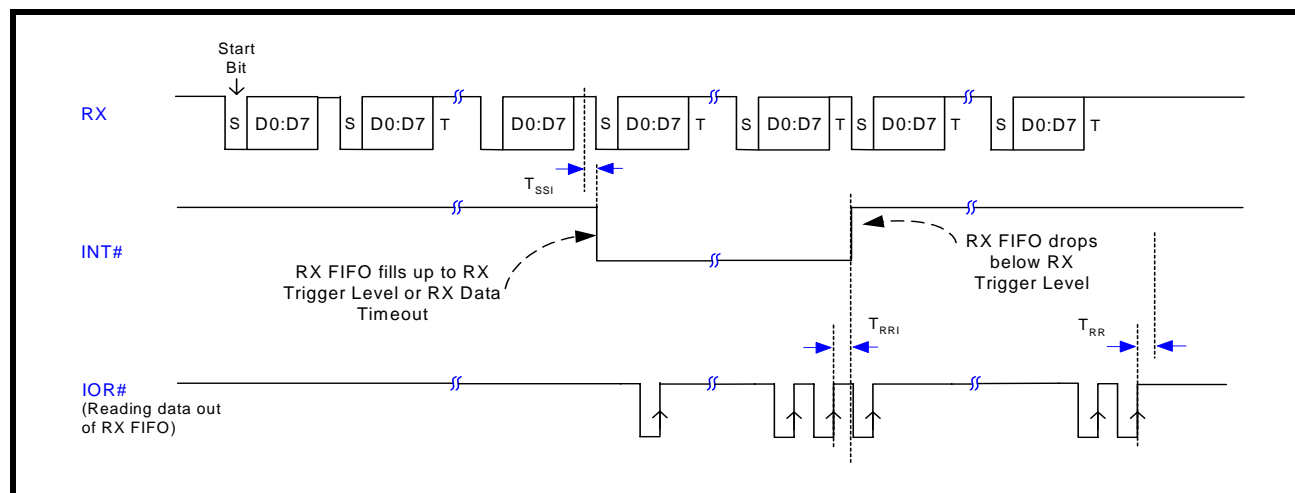 Start
Bit
RX
S D0:D7 S D0:D7 T D0:D7 S D0:D7 T S D0:D7 T S D0:D7 T S D0:D7 T
TSSI
INT#
RX FIFO fills up to RX
Trigger Level or RX Data
Timeout
RX FIFO drops
below RX
Trigger Level
TRRI
TRR
IOR#
(Reading data out
of RX FIFO)